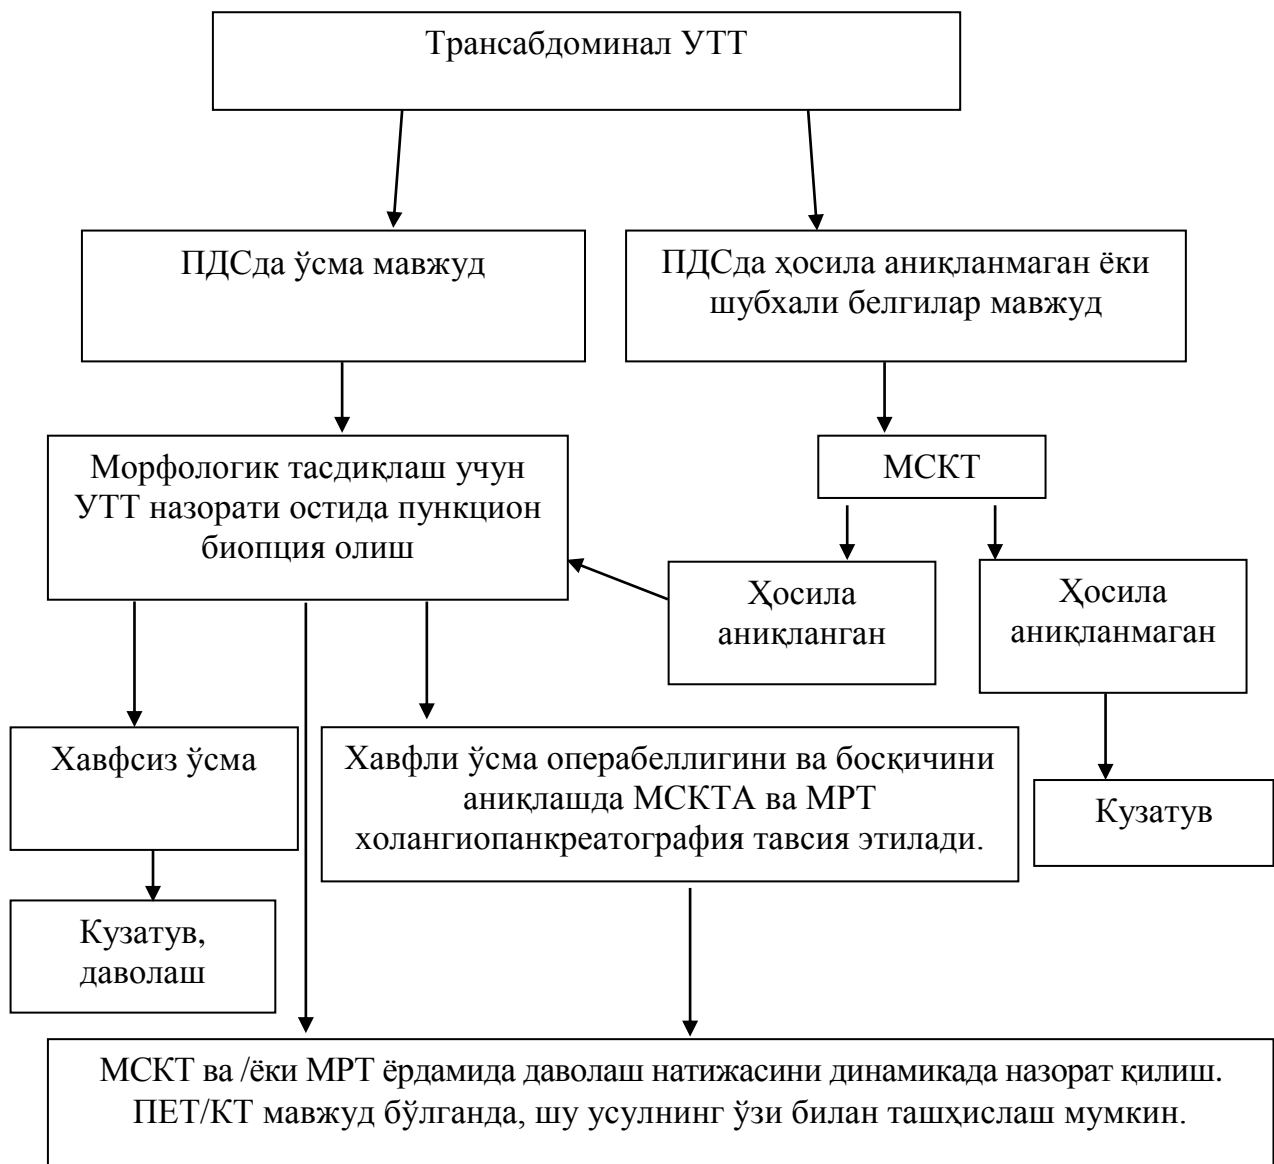 Трансабдоминал УТТ
ПДСда ўсма мавжуд
ПДСда ҳосила аниқланмаган ёки
шубхали белгилар мавжуд
Морфологик тасдиқлаш учун
УТТ назорати остида пункцион
биопция олиш
МСКТ
Ҳосила
аниқланган
Ҳосила
аниқланмаган
Хавфсиз ўсма
Хавфли ўсма операбеллигини ва босқичини
аниқлашда МСКТА ва МРТ
холангиопанкреатография тавсия этилади.
Кузатув
Кузатув,
даволаш
МСКТ ва /ёки МРТ ёрдамида даволаш натижасини динамикада назорат қилиш.
ПЕТ/КТ мавжуд бўлганда, шу усулнинг ўзи билан ташҳислаш мумкин.